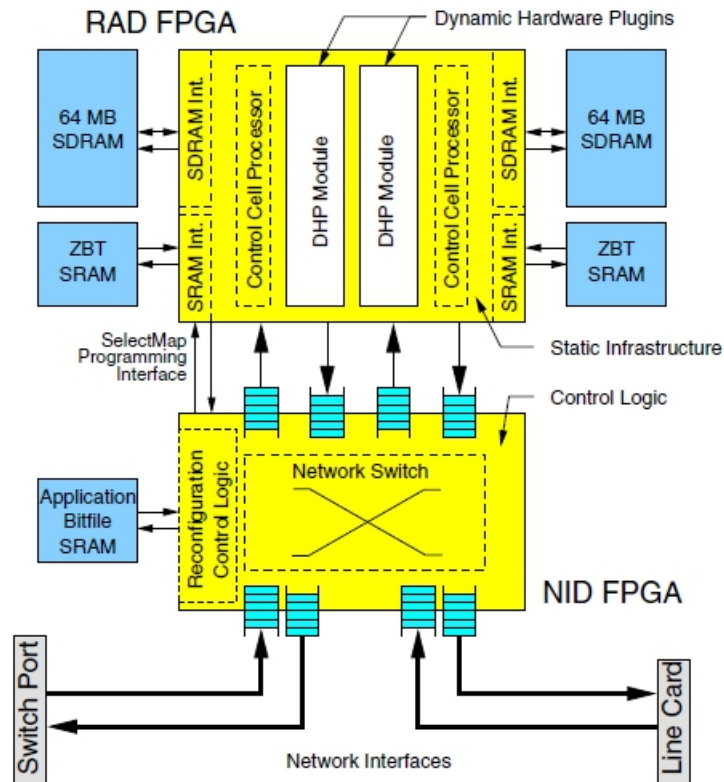 RAD FPGA
Dynamic Hardware Plugins
64 MB
SDRAM
SDRAM Int.
Control Cell Processor
DHP Module
DHP Module
Control Cell Processor
SDRAM Int.
64 MB
SDRAM
ZBT
SRAM
SRAM Int.
SRAM Int.
ZBT
SRAM
SelectMap
Programming
Interface
Static Infrastructure
Control Logic
Network Switch
Reconfiguration
Control Logic
Application
Bitfile
SRAM
NID FPGA
Switch Port
Line Card
Network Interfaces